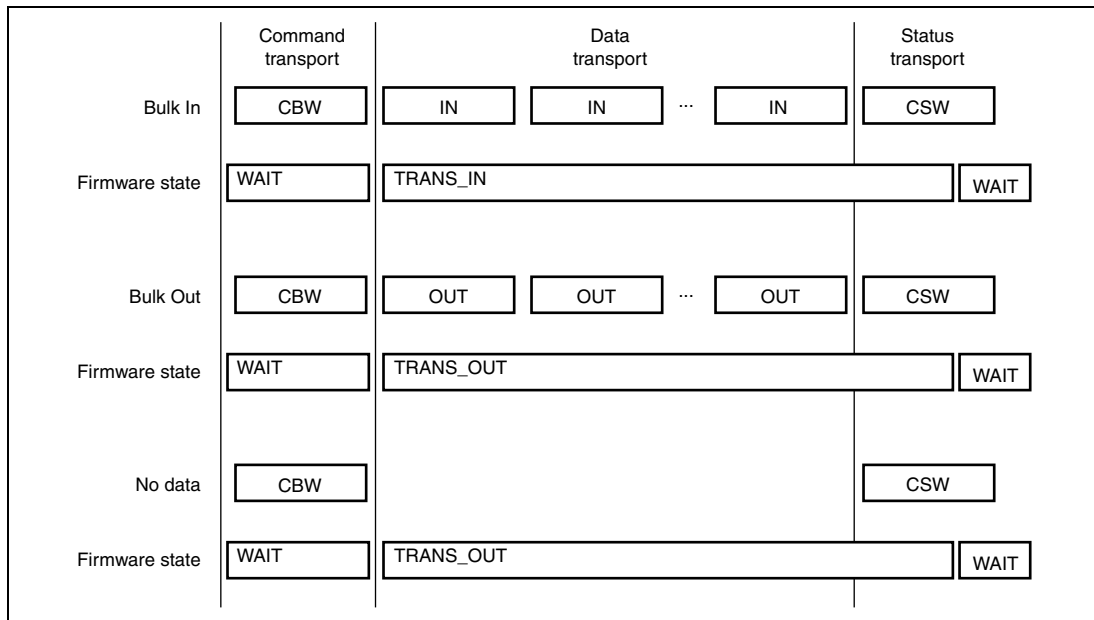 Command transport
Data transport
Status transport
Bulk In CBW IN IN ... IN CSW
Firmware state WAIT TRANS_IN WAIT
Bulk Out CBW OUT OUT ... OUT CSW
Firmware state WAIT TRANS_OUT WAIT
No data CBW CSW
Firmware state WAIT TRANS_OUT WAIT